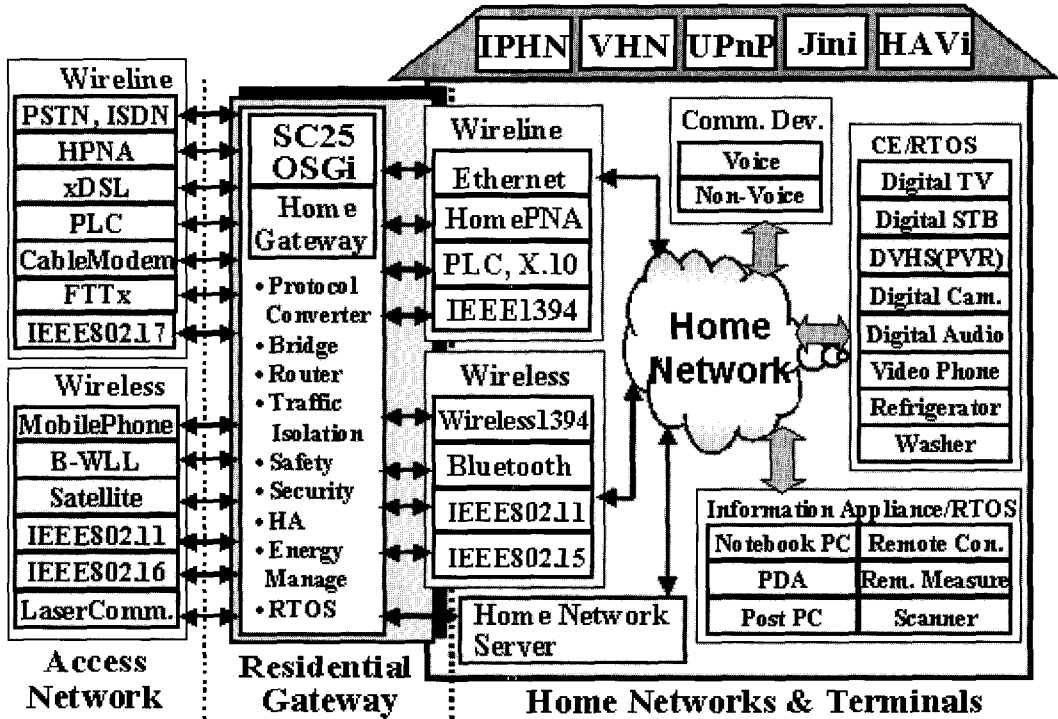 IPHN VHN UPnP Jini HAVi
Wireline
PSTN, ISDN
HPNA
xDSL
PLC
CableModem
FTTx
IEEE802.17
Wireless
MobilePhone
B-WLL
Satellite
IEEE802.11
IEEE802.16
LaserComm.
Access
Network
SC25
OSGi
Home
Gateway
• Protocol
Converter
• Bridge
• Router
• Traffic
Isolation
• Safety
• Security
• HA
• Energy
Manage
• RTOS
Residential
Gateway
Wireline
Ethernet
HomePNA
PLC, X.10
IEEE1394
Wireless
Wireless1394
Bluetooth
IEEE802.11
IEEE802.15
Home Network
Server
Comm. Dev.
Voice
Non-Voice
Home
Network
CE/RTOS
Digital TV
Digital STB
DVHS(PVR)
Digital Cam.
Digital Audio
Video Phone
Refrigerator
Washer
Information Appliance/RTOS
Notebook PC Remote Con.
PDA Rem. Measure
Post PC Scanner
Home Networks & Terminals